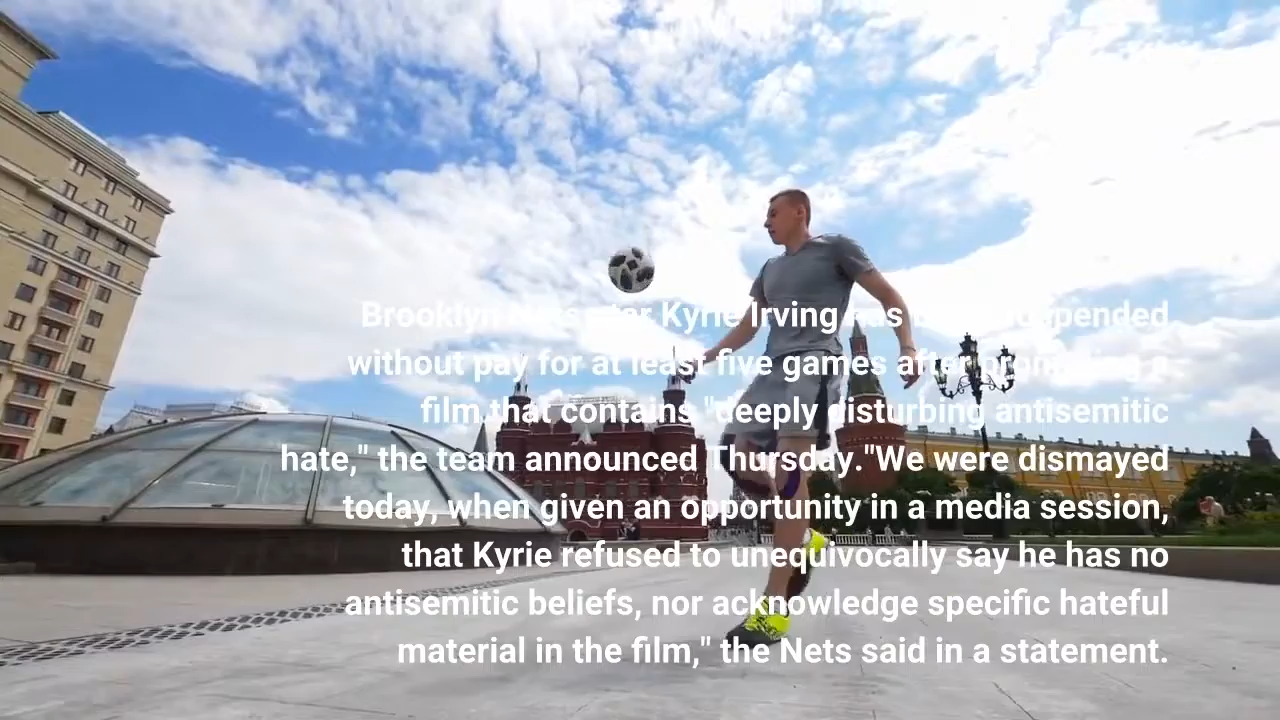 Brooklyn Nets star Kyrie Irving has been suspended
without pay for at least five games after promoting a
film that contains "deeply disturbing antisemitic
hate," the team announced Thursday."We were dismayed
today, when given an opportunity in a media session,
that Kyrie refused to unequivocally say he has no
antisemitic beliefs, nor acknowledge specific hateful
material in the film," the Nets said in a statement.